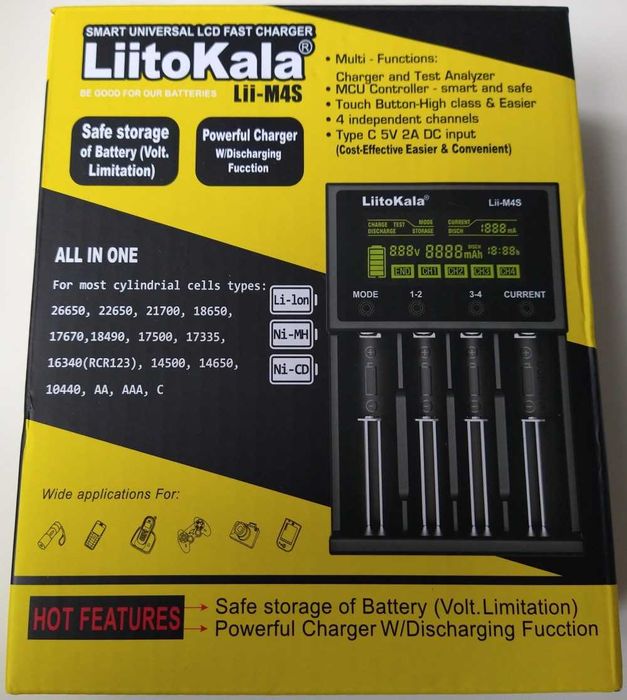 SMART UNIVERSAL LCD FAST CHARGER
LiitoKala®
BE GOOD FOR OUR BATTERIES Lii-M4S
Safe storage
of Battery (Volt.
Limitation)
Powerful Charger
W/Discharging
Fucction
• Multi - Functions:
Charger and Test Analyzer
• MCU Controller - smart and safe
• Touch Button-High class & Easier
• 4 independent channels
• Type C 5V 2A DC input
(Cost-Effective Easier & Convenient)
ALL IN ONE
For most cylindrial cells types:
26650, 22650, 21700, 18650,
17670,18490, 17500, 17335,
16340(RCR123), 14500, 14650,
10440, AA, AAA, C
Li-lon
Ni-MH
Ni-CD
LiitoKala® Lii-M4S
CHARGE TEST MODE CURRENT
DISCHARGE STORAGE DISCH 1888 mA
8.88V 8888mAh DISCH 18:88h
END CH1 CH2 CH3 CH4
MODE 1-2 3-4 CURRENT
Wide applications For:
HOT FEATURES
Safe storage of Battery (Volt.Limitation)
Powerful Charger W/Discharging Fucction